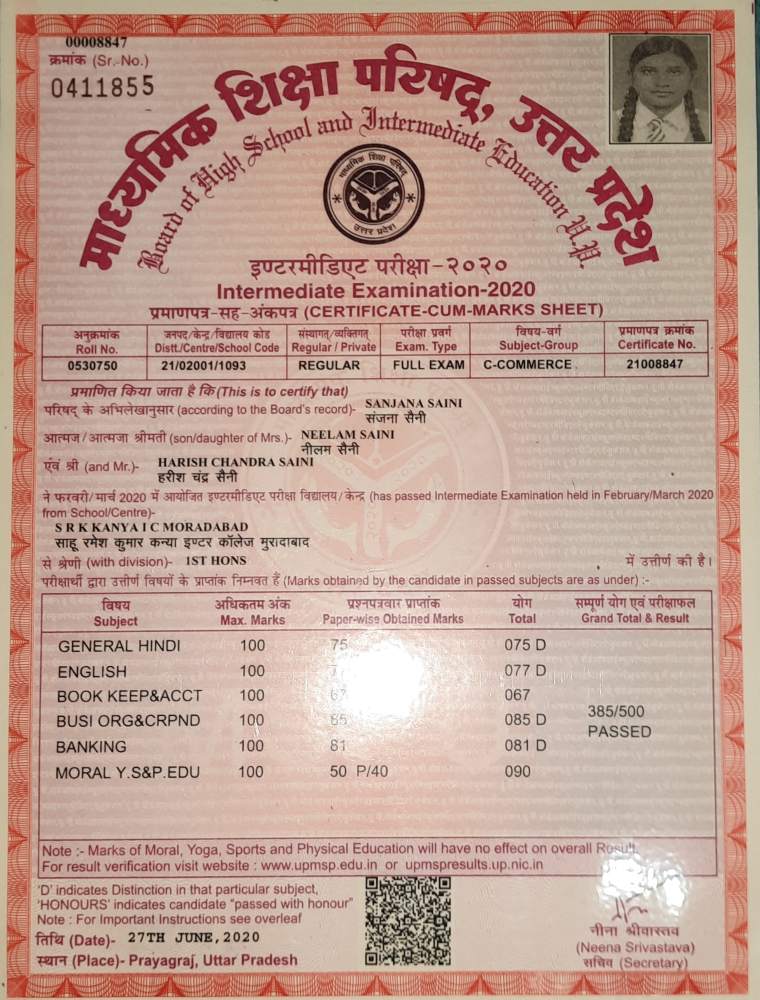 00008847
क्रमांक (Sr. No.)
0411855
माध्यमिक शिक्षा परिषद्, उत्तर प्रदेश
Board of High School and Intermediate Education U.P.
माध्यमिक शिक्षा परिषद्
उत्तर प्रदेश
इण्टरमीडिएट परीक्षा-२०२०
Intermediate Examination-2020
प्रमाणपत्र-सह-अंकपत्र (CERTIFICATE-CUM-MARKS SHEET)
अनुक्रमांक जनपद/केन्द्र/विद्यालय कोड संस्थागत/व्यक्तिगत परीक्षा प्रवर्ग विषय-वर्ग प्रमाणपत्र क्रमांक
Roll No. Distt./Centre/School Code Regular / Private Exam. Type Subject-Group Certificate No.
0530750 21/02001/1093 REGULAR FULL EXAM C-COMMERCE 21008847
प्रमाणित किया जाता है कि (This is to certify that)
परिषद् के अभिलेखानुसार (according to the Board's record)- SANJANA SAINI
संजना सैनी
आत्मज/आत्मजा श्रीमती (son/daughter of Mrs.)- NEELAM SAINI
नीलम सैनी
एवं श्री (and Mr.)- HARISH CHANDRA SAINI
हरीश चंद्र सैनी
ने फरवरी/मार्च 2020 में आयोजित इण्टरमीडिएट परीक्षा विद्यालय/केन्द्र (has passed Intermediate Examination held in February/March 2020
from School/Centre)-
S R K KANYA I C MORADABAD
साहू रमेश कुमार कन्या इण्टर कॉलेज मुरादाबाद
से श्रेणी (with division)- 1ST HONS में उत्तीर्ण की है।
परीक्षार्थी द्वारा उत्तीर्ण विषयों के प्राप्तांक निम्नवत हैं (Marks obtained by the candidate in passed subjects are as under) :-
विषय अधिकतम अंक प्रश्नपत्रवार प्राप्तांक योग सम्पूर्ण योग एवं परीक्षाफल
Subject Max. Marks Paper-wise Obtained Marks Total Grand Total & Result
GENERAL HINDI 100 75 075 D
ENGLISH 100 77 077 D
BOOK KEEP&ACCT 100 67 067
385/500
BUSI ORG&CRPND 100 85 085 D
PASSED
BANKING 100 81 081 D
MORAL Y.S&P.EDU 100 50 P/40 090
Note :- Marks of Moral, Yoga, Sports and Physical Education will have no effect on overall Result.
For result verification visit website : www.upmsp.edu.in or upmspresults.up.nic.in
'D' indicates Distinction in that particular subject,
'HONOURS' indicates candidate "passed with honour"
Note : For Important Instructions see overleaf
तिथि (Date)- 27TH JUNE,2020
स्थान (Place)- Prayagraj, Uttar Pradesh
नीना श्रीवास्तव
(Neena Srivastava)
सचिव (Secretary)